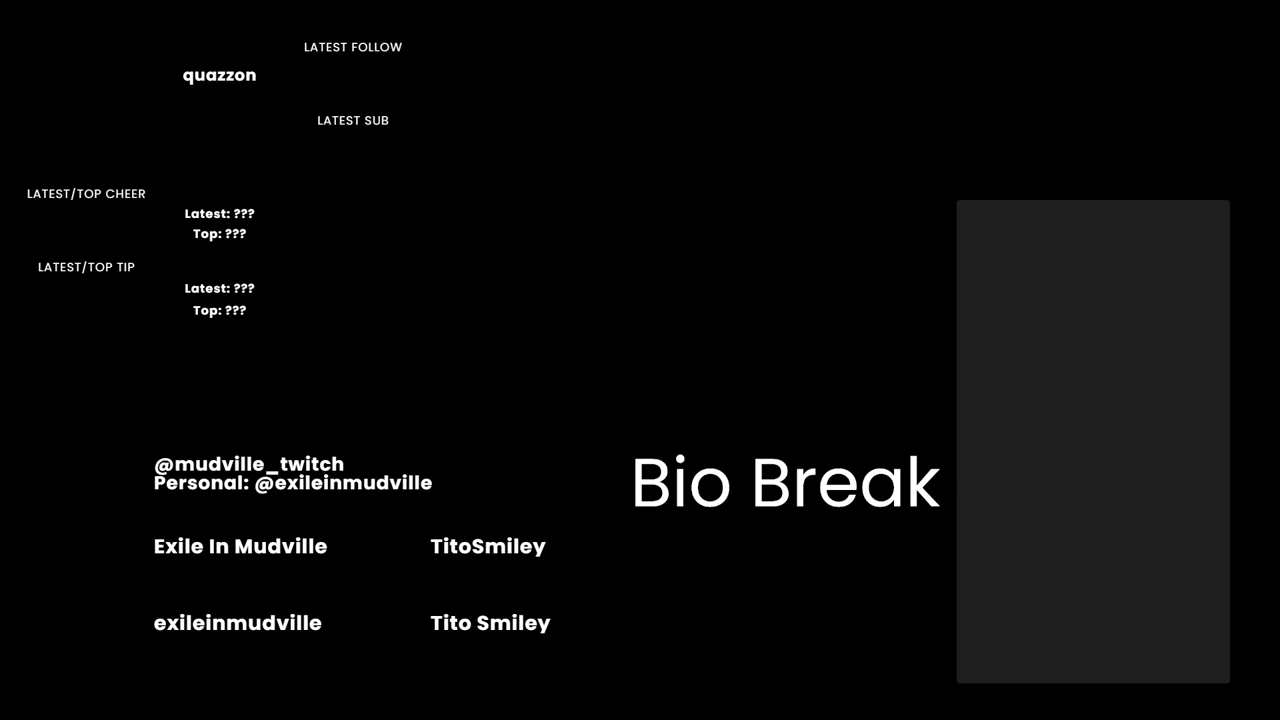 LATEST FOLLOW
quazzon
LATEST SUB
LATEST/TOP CHEER
Latest: ???
Top: ???
LATEST/TOP TIP
Latest: ???
Top: ???
@mudville_twitch
Personal: @exileinmudville
Bio Break
Exile In Mudville
TitoSmiley
exileinmudville
Tito Smiley